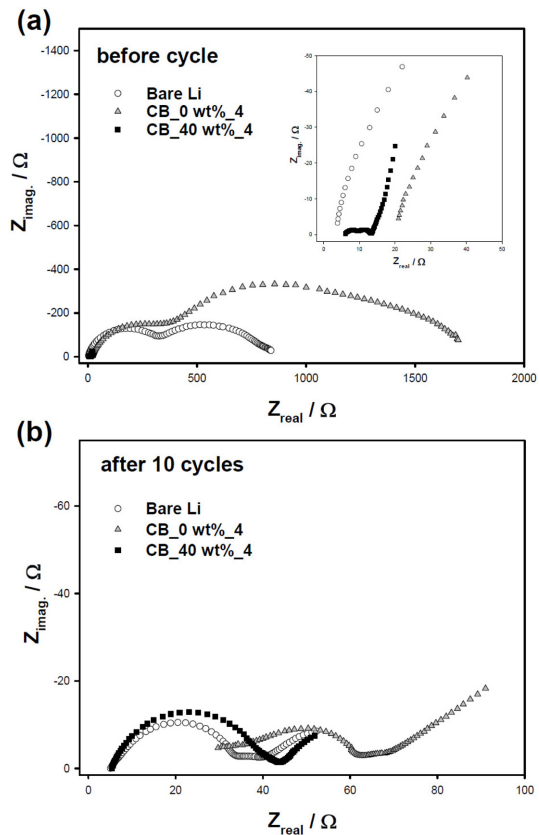 (a)
before cycle
Bare Li
CB_0 wt%_4
CB_40 wt%_4
-1400
-1200
-1000
-800
-600
-400
-200
0
Zimag. / Ω
0
500
1000
1500
2000
Zreal / Ω
-50
-40
-30
-20
-10
0
Zimag. / Ω
0
10
20
30
40
50
Zreal / Ω
(b)
after 10 cycles
Bare Li
CB_0 wt%_4
CB_40 wt%_4
-60
-40
-20
0
Zimag. / Ω
0
20
40
60
80
100
Zreal / Ω